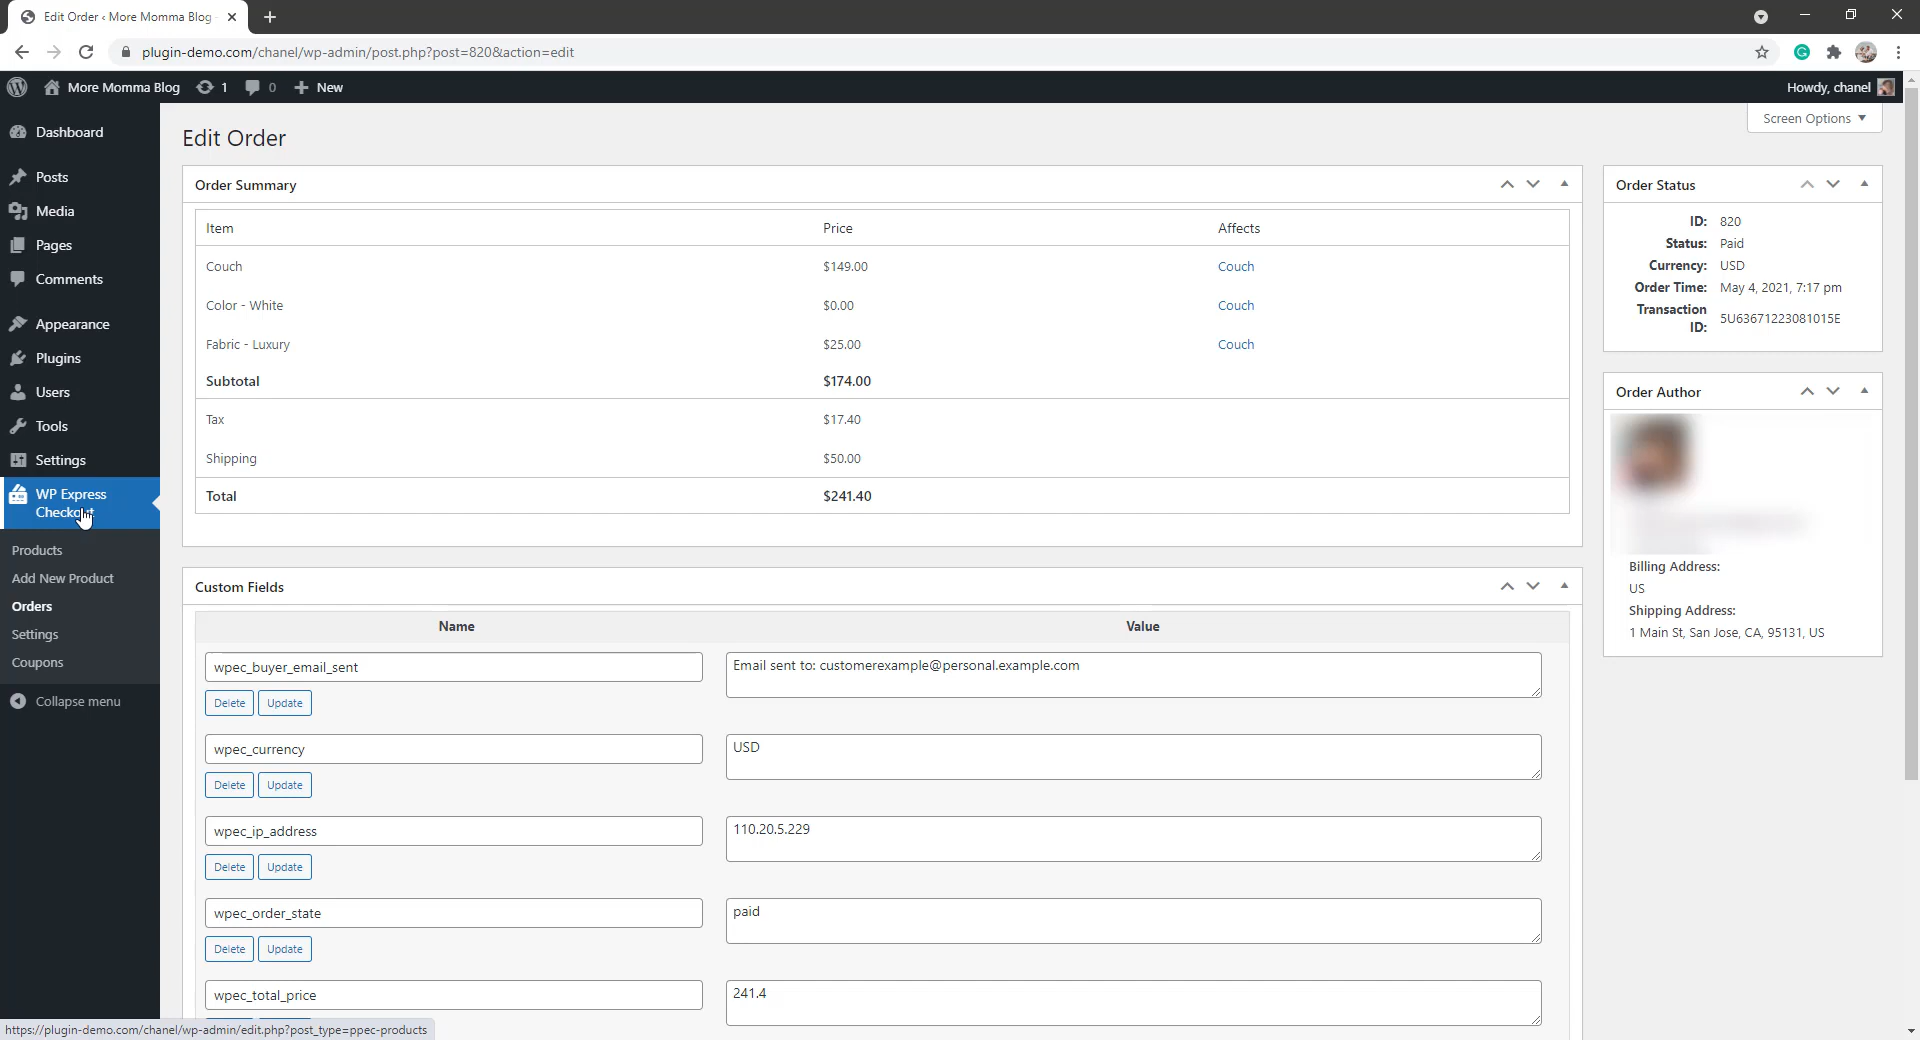 Edit Order ‹ More Momma Blog
plugin-demo.com/chanel/wp-admin/post.php?post=820&action=edit
More Momma Blog 1 0 New
Howdy, chanel
Screen Options
Dashboard
Posts
Media
Pages
Comments
Appearance
Plugins
Users
Tools
Settings
WP Express
Checkout
Products
Add New Product
Orders
Settings
Coupons
Collapse menu
Edit Order
Order Summary
Item Price Affects
Couch $149.00 Couch
Color - White $0.00 Couch
Fabric - Luxury $25.00 Couch
Subtotal $174.00
Tax $17.40
Shipping $50.00
Total $241.40
Custom Fields
Name Value
wpec_buyer_email_sent Email sent to: customerexample@personal.example.com
Delete Update
wpec_currency USD
Delete Update
wpec_ip_address 110.20.5.229
Delete Update
wpec_order_state paid
Delete Update
wpec_total_price 241.4
Order Status
ID: 820
Status: Paid
Currency: USD
Order Time: May 4, 2021, 7:17 pm
Transaction
ID: 5U63671223081015E
Order Author
Billing Address:
US
Shipping Address:
1 Main St, San Jose, CA, 95131, US
https://plugin-demo.com/chanel/wp-admin/edit.php?post_type=ppec-products